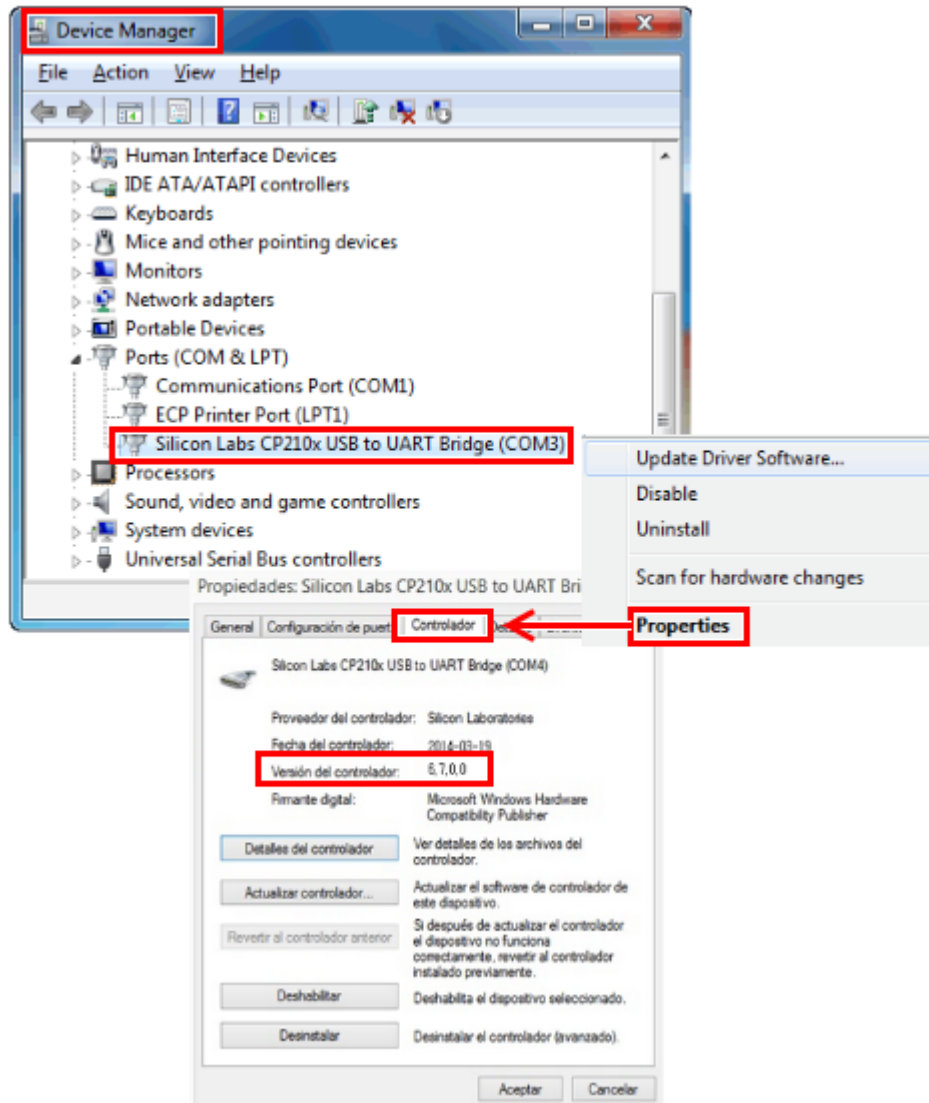 Device Manager
File Action View Help
Human Interface Devices
IDE ATA/ATAPI controllers
Keyboards
Mice and other pointing devices
Monitors
Network adapters
Portable Devices
Ports (COM & LPT)
Communications Port (COM1)
ECP Printer Port (LPT1)
Silicon Labs CP210x USB to UART Bridge (COM3)
Processors
Sound, video and game controllers
System devices
Universal Serial Bus controllers
Update Driver Software...
Disable
Uninstall
Scan for hardware changes
Properties
Propiedades: Silicon Labs CP210x USB to UART Bri
General Configuración de puert Controlador
Silicon Labs CP210x USB to UART Bridge (COM4)
Proveedor del controlador: Silicon Laboratories
Fecha del controlador: 2014-03-19
Versión del controlador: 6,7,0,0
Firmante digital: Microsoft Windows Hardware
Compatibility Publisher
Detalles del controlador Ver detalles de los archivos del
controlador.
Actualizar controlador... Actualizar el software de controlador de
este dispositivo.
Revertir al controlador anterior Si después de actualizar el controlador
el dispositivo no funciona
correctamente, revertir al controlador
instalado previamente.
Deshabilitar Deshabilita el dispositivo seleccionado.
Desinstalar Desinstalar el controlador (avanzado).
Aceptar Cancelar